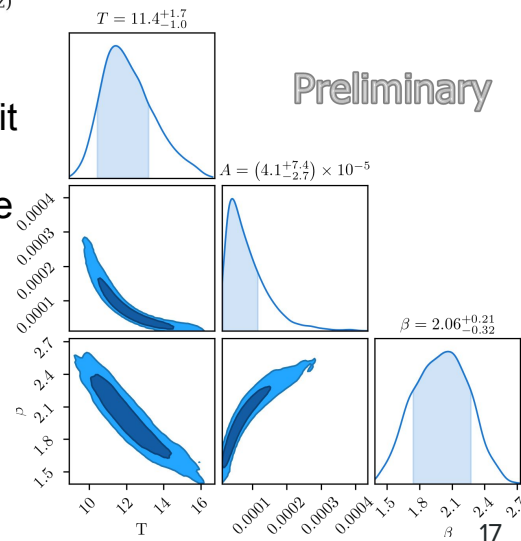 z)
T = 11.4^{+1.7}_{-1.0}
Preliminary
it
A = (4.1^{+7.4}_{-2.7}) × 10^{-5}
e
0.0004
0.0003
0.0002
0.0001
β = 2.06^{+0.21}_{-0.32}
2.7
2.4
2.1
1.8
1.5
10 12 14 16 0.0001 0.0002 0.0003 0.0004 1.5 1.8 2.1 2.4 2.7
T β 17